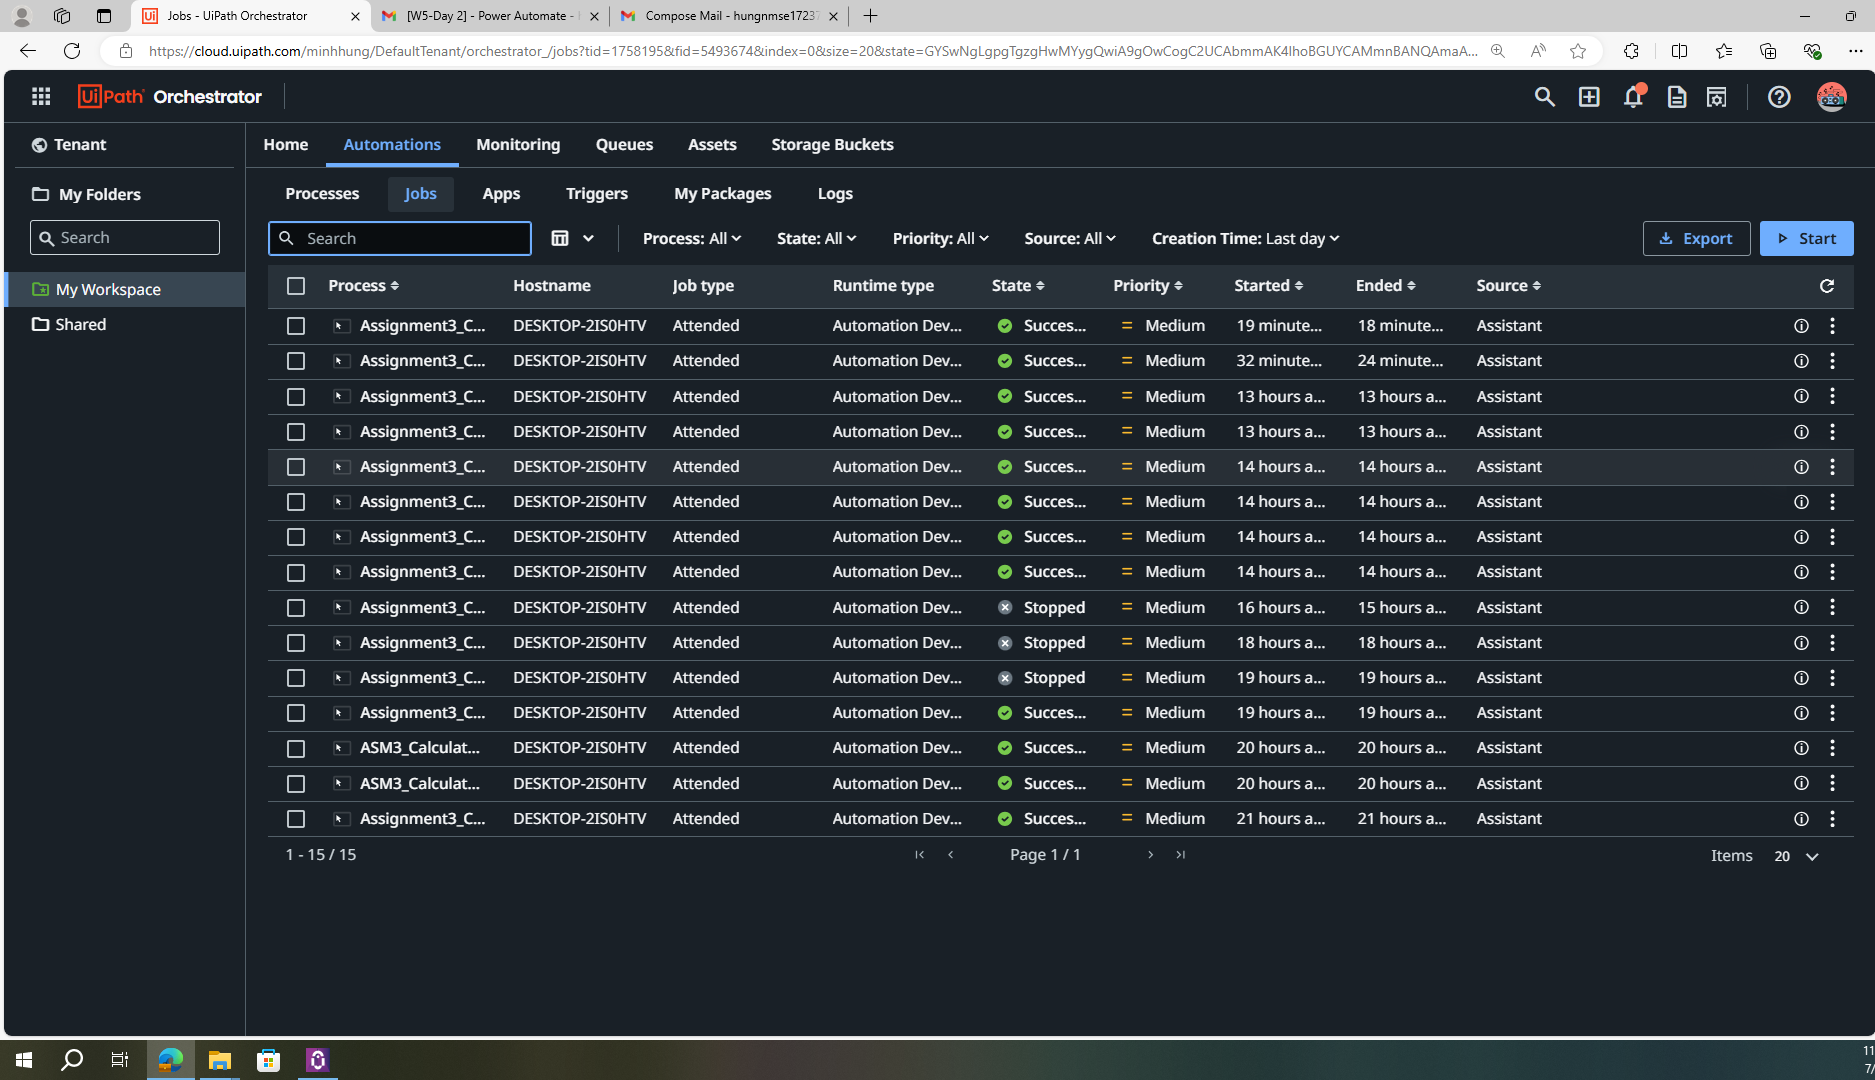 Jobs - UiPath Orchestrator
[W5-Day 2] - Power Automate -
Compose Mail - hungnmse1723
https://cloud.uipath.com/minhhung/DefaultTenant/orchestrator_/jobs?tid=1758195&fid=5493674&index=0&size=20&state=GYSwNgLgpgTgzgHwMYygQwiA9gOwCogC2UCAbmmAK4lhoBGUYCAMmnBANQAmaA...
UiPath Orchestrator
Tenant
Home Automations Monitoring Queues Assets Storage Buckets
My Folders
Processes Jobs Apps Triggers My Packages Logs
Search
Search Process: All State: All Priority: All Source: All Creation Time: Last day Export Start
My Workspace
Shared
Process Hostname Job type Runtime type State Priority Started Ended Source
Assignment3_C... DESKTOP-2IS0HTV Attended Automation Dev... Succes... Medium 19 minute... 18 minute... Assistant
Assignment3_C... DESKTOP-2IS0HTV Attended Automation Dev... Succes... Medium 32 minute... 24 minute... Assistant
Assignment3_C... DESKTOP-2IS0HTV Attended Automation Dev... Succes... Medium 13 hours a... 13 hours a... Assistant
Assignment3_C... DESKTOP-2IS0HTV Attended Automation Dev... Succes... Medium 13 hours a... 13 hours a... Assistant
Assignment3_C... DESKTOP-2IS0HTV Attended Automation Dev... Succes... Medium 14 hours a... 14 hours a... Assistant
Assignment3_C... DESKTOP-2IS0HTV Attended Automation Dev... Succes... Medium 14 hours a... 14 hours a... Assistant
Assignment3_C... DESKTOP-2IS0HTV Attended Automation Dev... Succes... Medium 14 hours a... 14 hours a... Assistant
Assignment3_C... DESKTOP-2IS0HTV Attended Automation Dev... Succes... Medium 14 hours a... 14 hours a... Assistant
Assignment3_C... DESKTOP-2IS0HTV Attended Automation Dev... Stopped Medium 16 hours a... 15 hours a... Assistant
Assignment3_C... DESKTOP-2IS0HTV Attended Automation Dev... Stopped Medium 18 hours a... 18 hours a... Assistant
Assignment3_C... DESKTOP-2IS0HTV Attended Automation Dev... Stopped Medium 19 hours a... 19 hours a... Assistant
Assignment3_C... DESKTOP-2IS0HTV Attended Automation Dev... Succes... Medium 19 hours a... 19 hours a... Assistant
ASM3_Calculat... DESKTOP-2IS0HTV Attended Automation Dev... Succes... Medium 20 hours a... 20 hours a... Assistant
ASM3_Calculat... DESKTOP-2IS0HTV Attended Automation Dev... Succes... Medium 20 hours a... 20 hours a... Assistant
Assignment3_C... DESKTOP-2IS0HTV Attended Automation Dev... Succes... Medium 21 hours a... 21 hours a... Assistant
1 - 15 / 15 Page 1 / 1 Items 20
11
7/